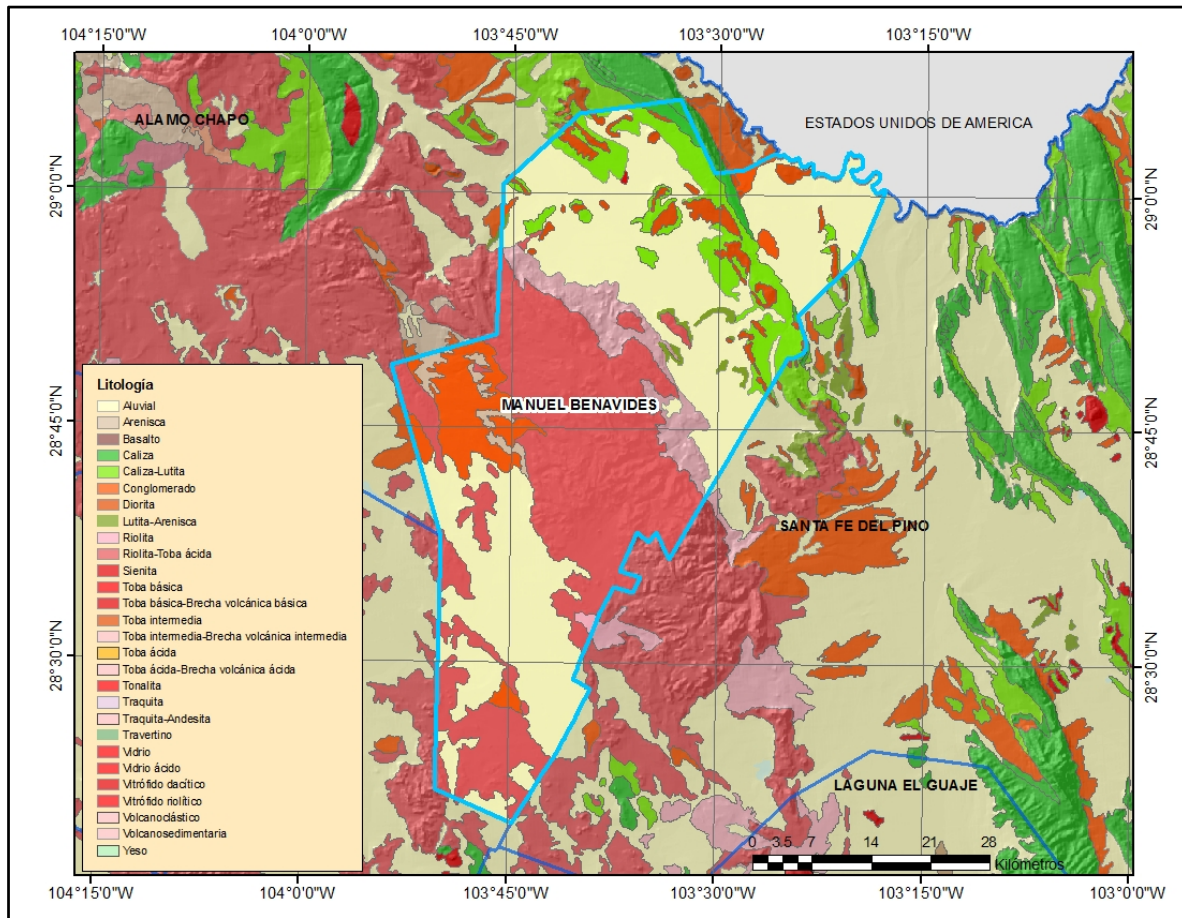 104°15'0"W 104°0'0"W 103°45'0"W 103°30'0"W 103°15'0"W 103°0'0"W
ALAMO CHAPO
ESTADOS UNIDOS DE AMERICA
29°0'0"N
29°0'0"N
MANUEL BENAVIDES
28°45'0"N
28°45'0"N
SANTA FE DEL PINO
28°30'0"N
28°30'0"N
LAGUNA EL GUAJE
Litología
Aluvial
Arenisca
Basalto
Caliza
Caliza-Lutita
Conglomerado
Diorita
Lutita-Arenisca
Riolita
Riolita-Toba ácida
Sienita
Toba básica
Toba básica-Brecha volcánica básica
Toba intermedia
Toba intermedia-Brecha volcánica intermedia
Toba ácida
Toba ácida-Brecha volcánica ácida
Tonalita
Traquita
Traquita-Andesita
Travertino
Vidrio
Vidrio ácido
Vitrófido dacítico
Vitrófido riolítico
Volcanoclástico
Volcanosedimentaria
Yeso
0 3.5 7 14 21 28
Kilómetros
104°15'0"W 104°0'0"W 103°45'0"W 103°30'0"W 103°15'0"W 103°0'0"W